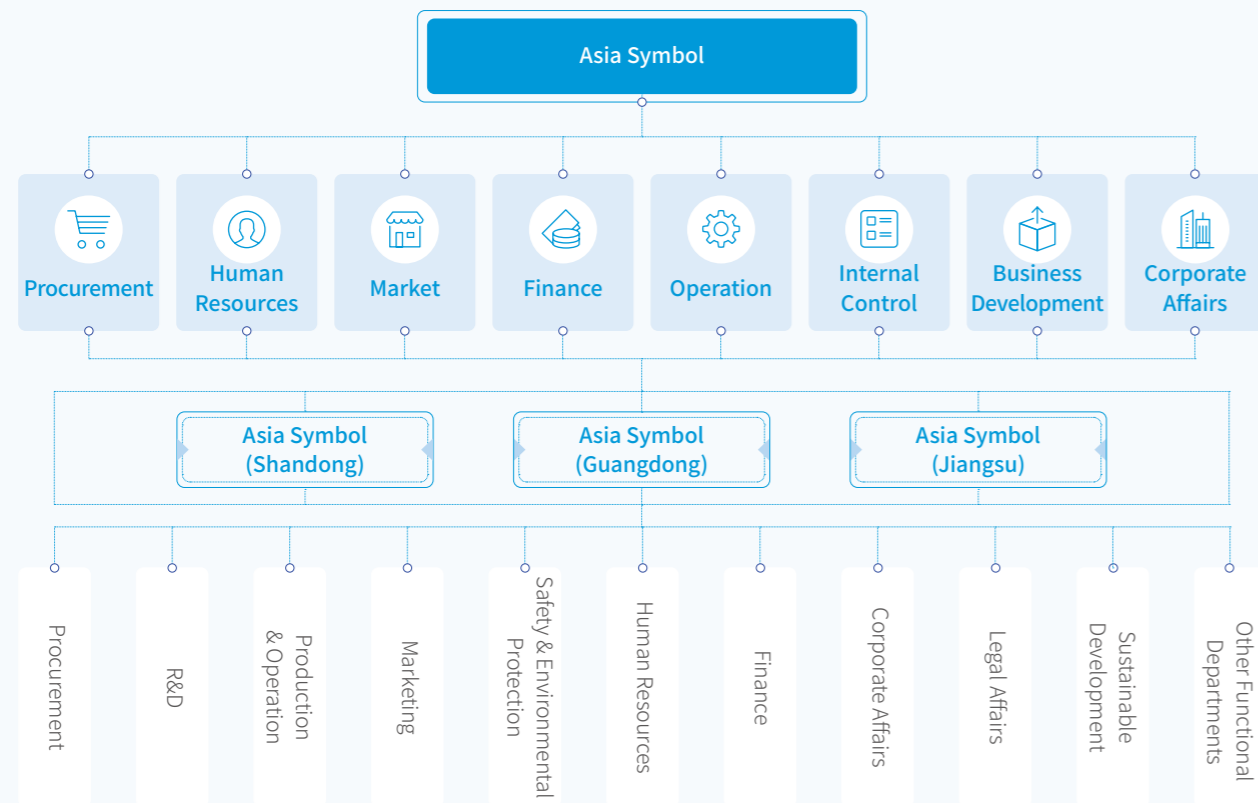 Asia Symbol
Procurement
Human
Resources
Market
Finance
Operation
Internal
Control
Business
Development
Corporate
Affairs
Asia Symbol
(Shandong)
Asia Symbol
(Guangdong)
Asia Symbol
(Jiangsu)
Procurement
R&D
Production
& Operation
Marketing
Safety & Environmental
Protection
Human Resources
Finance
Corporate Affairs
Legal Affairs
Sustainable
Development
Other Functional
Departments